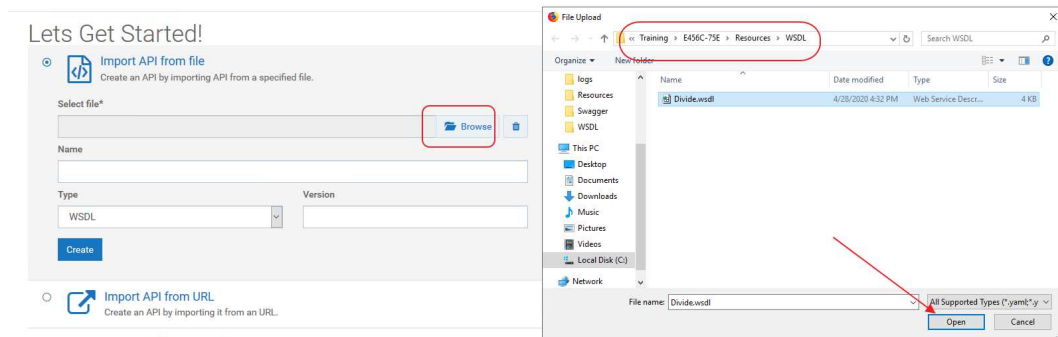 Lets Get Started!
Import API from file
Create an API by importing API from a specified file.
Select file*
Browse
Name
Type
Version
WSDL
Create
Import API from URL
Create an API by importing it from an URL.
File Upload
« Training > E456C-75E > Resources > WSDL
Search WSDL
Organize
New folder
Name
Date modified
Type
Size
Divide.wsdl
4/28/2020 4:32 PM
Web Service Descr...
4 KB
logs
Resources
Swagger
WSDL
This PC
Desktop
Documents
Downloads
Music
Pictures
Videos
Local Disk (C:)
Network
File name:
Divide.wsdl
All Supported Types (*.yaml;*.y
Open
Cancel